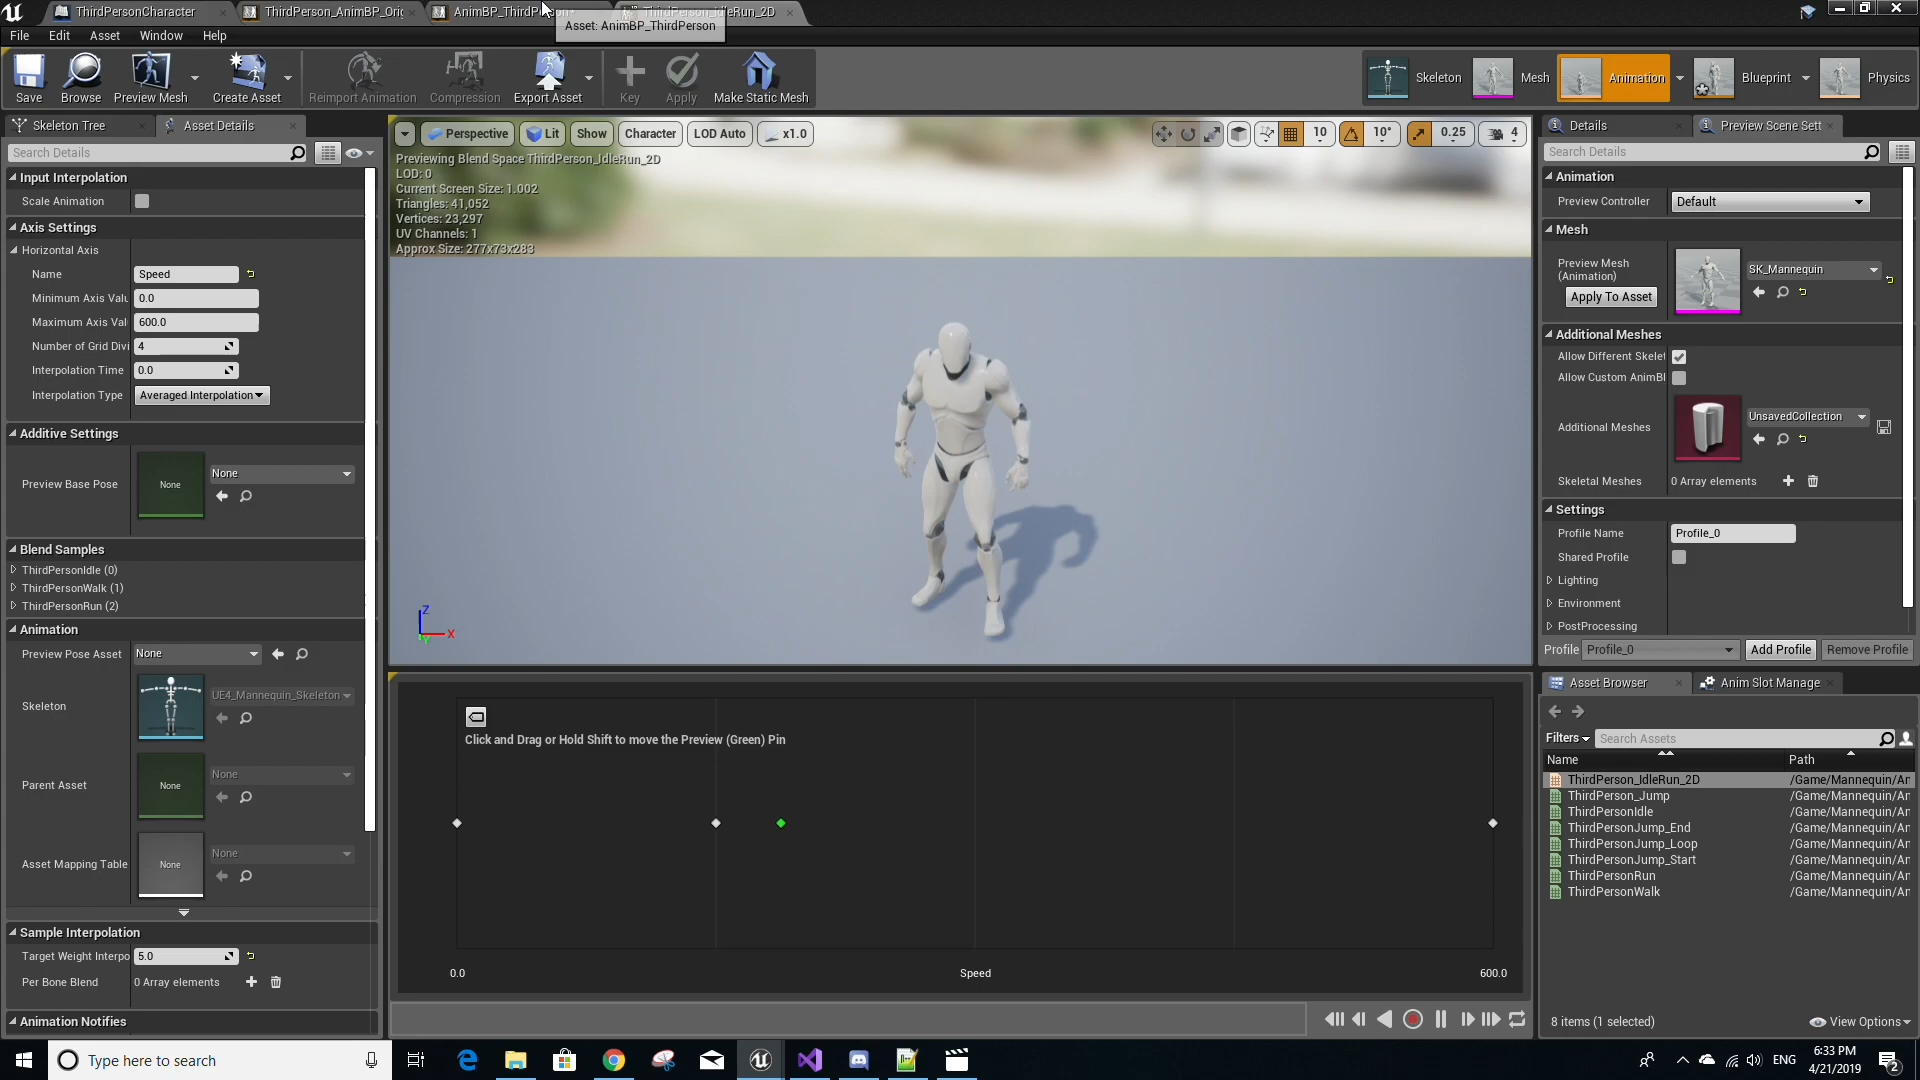 ThirdPersonCharacter
ThirdPerson_AnimBP_Orig
AnimBP_ThirdPerson
ThirdPerson_IdleRun_2D
Asset: AnimBP_ThirdPerson
File Edit Asset Window Help
Save Browse Preview Mesh Create Asset Reimport Animation Compression Export Asset Key Apply Make Static Mesh
Skeleton Mesh Animation Blueprint Physics
Skeleton Tree Asset Details
Search Details
Input Interpolation
Scale Animation
Axis Settings
Horizontal Axis
Name Speed
Minimum Axis Valu 0.0
Maximum Axis Val 600.0
Number of Grid Divi 4
Interpolation Time 0.0
Interpolation Type Averaged Interpolation
Additive Settings
Preview Base Pose None None
Blend Samples
ThirdPersonIdle (0)
ThirdPersonWalk (1)
ThirdPersonRun (2)
Animation
Preview Pose Asset None
Skeleton UE4_Mannequin_Skeleton
Parent Asset None None
Asset Mapping Table None None
Sample Interpolation
Target Weight Interpo 5.0
Per Bone Blend 0 Array elements
Animation Notifies
Perspective Lit Show Character LOD Auto x1.0
10 10° 0.25 4
Previewing Blend Space ThirdPerson_IdleRun_2D
LOD: 0
Current Screen Size: 1.002
Triangles: 41,052
Vertices: 23,297
UV Channels: 1
Approx Size: 277x73x283
Z
X
Y
Click and Drag or Hold Shift to move the Preview (Green) Pin
0.0 Speed 600.0
Details Preview Scene Sett
Search Details
Animation
Preview Controller Default
Mesh
Preview Mesh
(Animation)
Apply To Asset
SK_Mannequin
Additional Meshes
Allow Different Skelet
Allow Custom AnimBl
Additional Meshes UnsavedCollection
Skeletal Meshes 0 Array elements
Settings
Profile Name Profile_0
Shared Profile
Lighting
Environment
PostProcessing
Profile Profile_0 Add Profile Remove Profile
Asset Browser Anim Slot Manage
Filters Search Assets
Name Path
ThirdPerson_IdleRun_2D /Game/Mannequin/Ar
ThirdPerson_Jump /Game/Mannequin/Ar
ThirdPersonIdle /Game/Mannequin/Ar
ThirdPersonJump_End /Game/Mannequin/Ar
ThirdPersonJump_Loop /Game/Mannequin/Ar
ThirdPersonJump_Start /Game/Mannequin/Ar
ThirdPersonRun /Game/Mannequin/Ar
ThirdPersonWalk /Game/Mannequin/Ar
8 items (1 selected) View Options
Type here to search
ENG
6:33 PM
4/21/2019
2